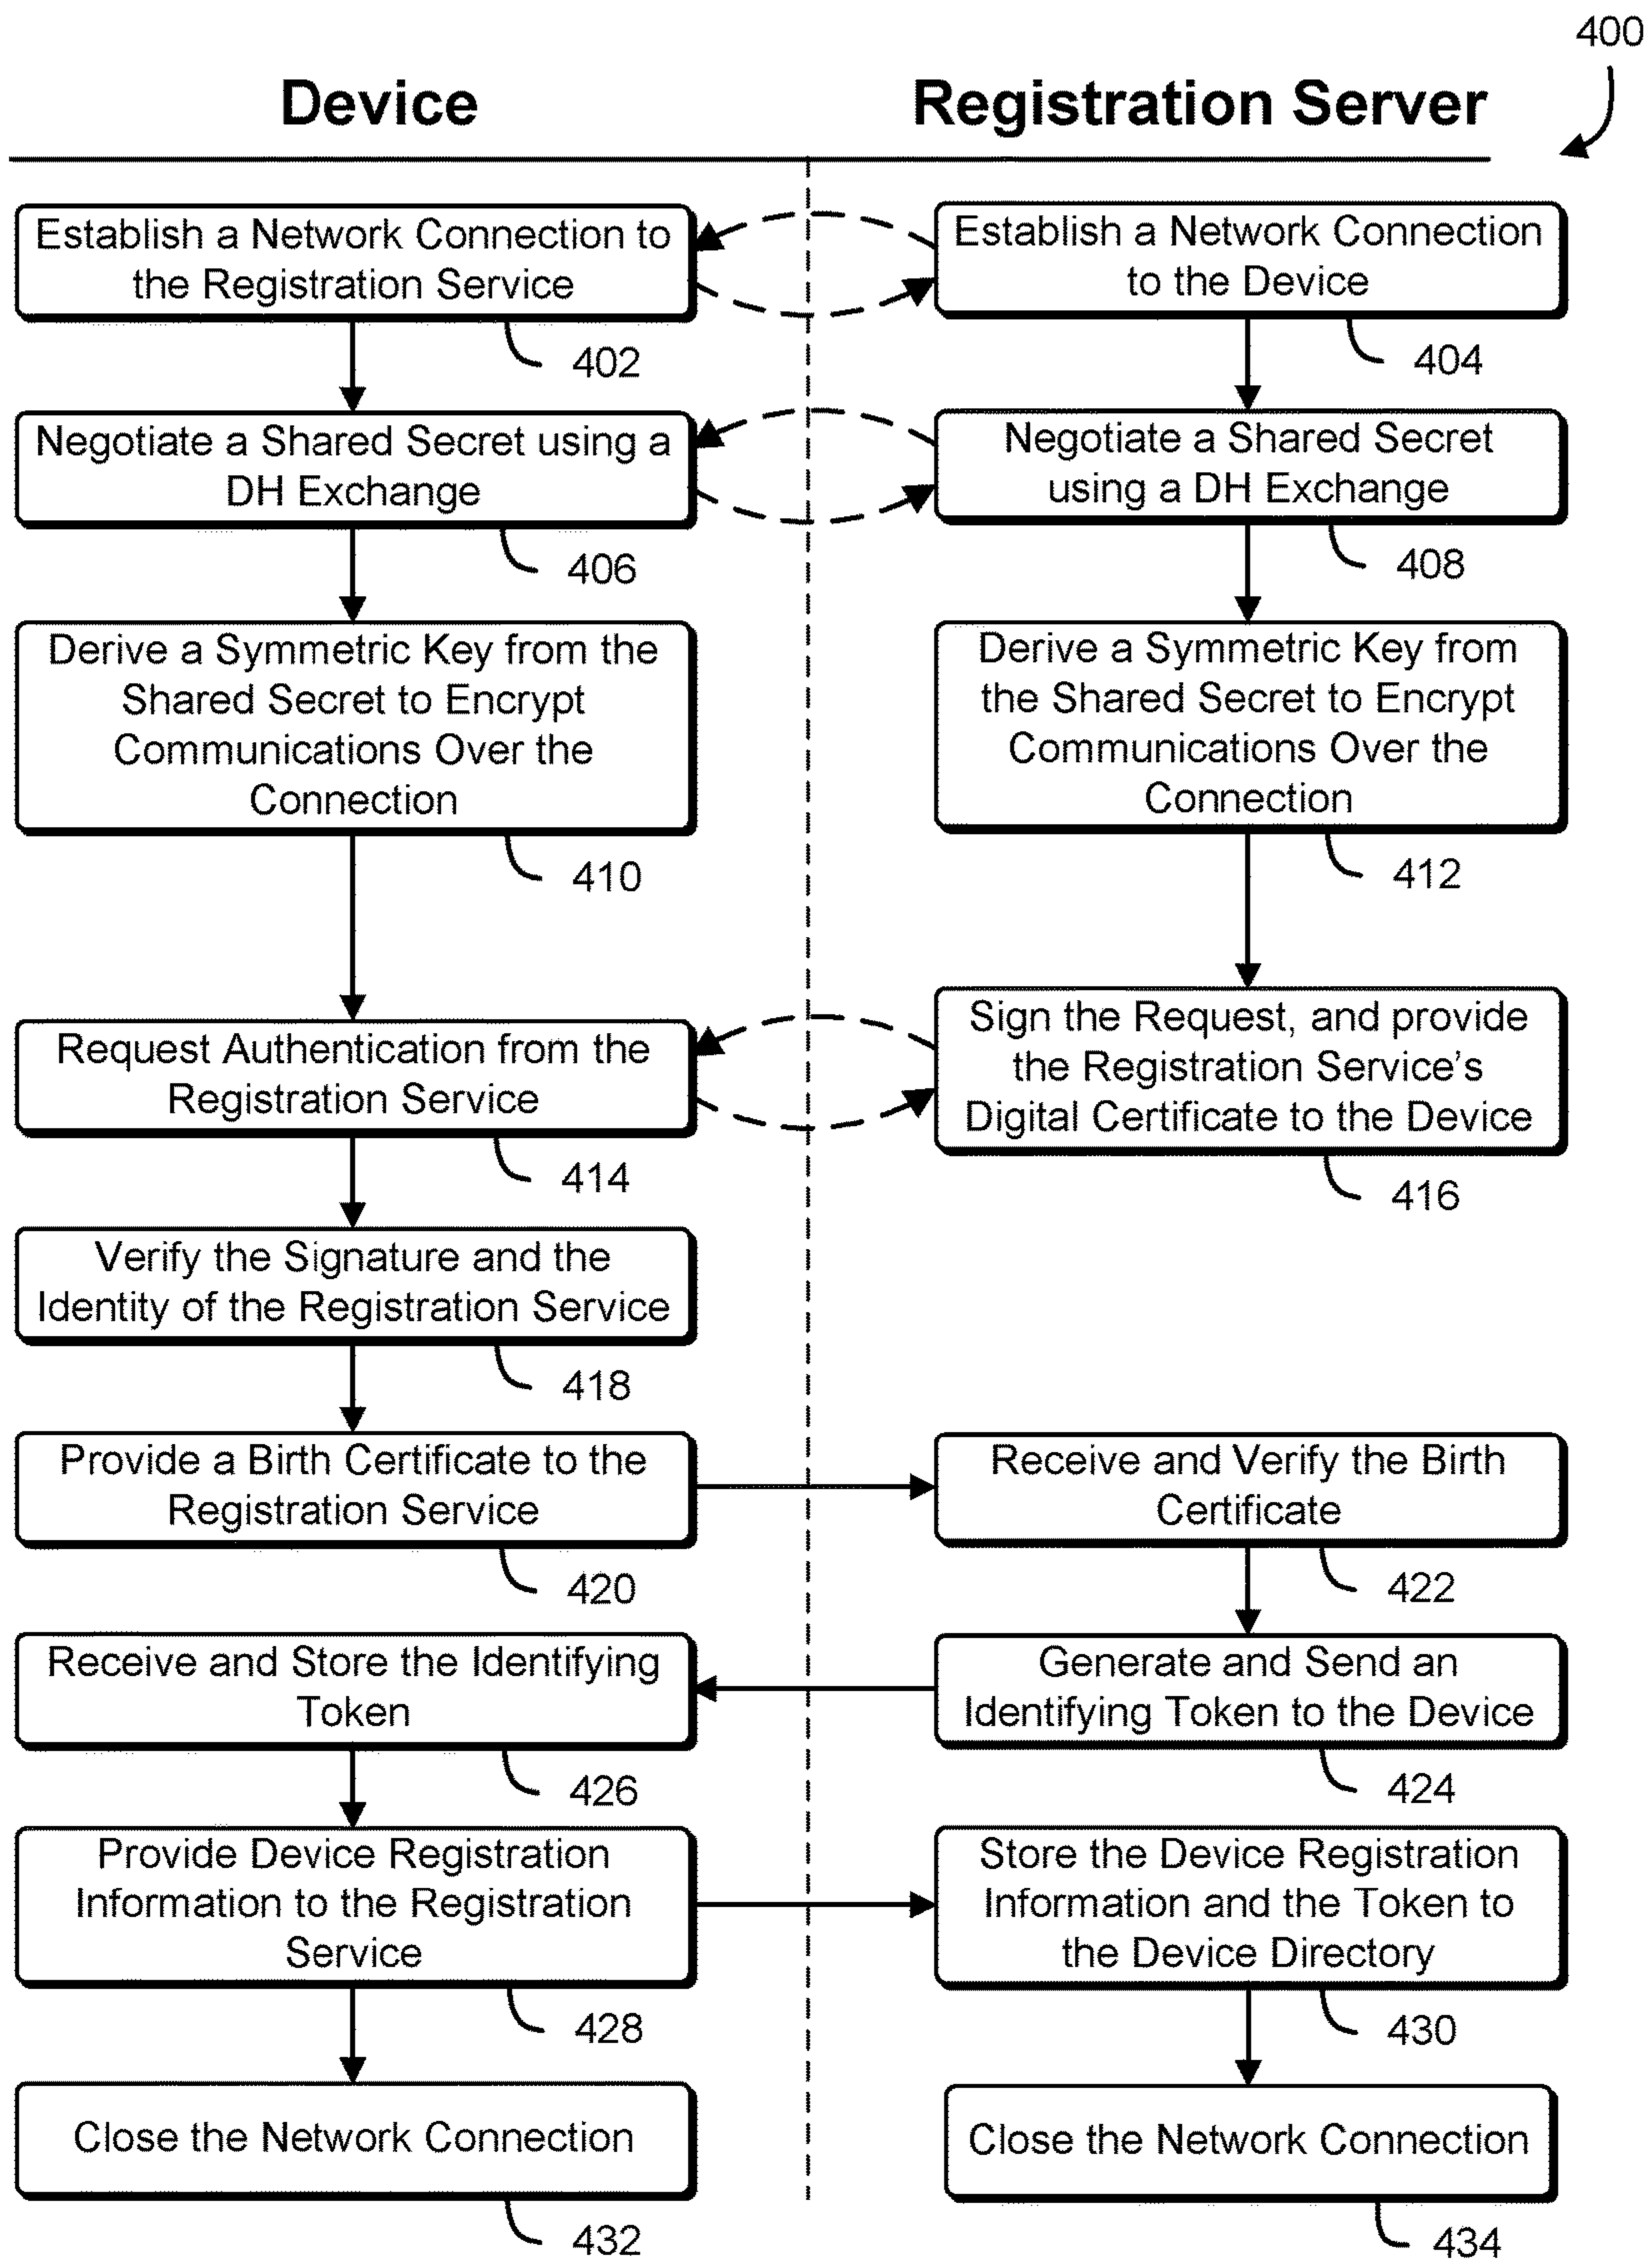 400
Device
Registration Server
Establish a Network Connection to
the Registration Service
402
Establish a Network Connection
to the Device
404
Negotiate a Shared Secret using a
DH Exchange
406
Negotiate a Shared Secret
using a DH Exchange
408
Derive a Symmetric Key from the
Shared Secret to Encrypt
Communications Over the
Connection
410
Derive a Symmetric Key from
the Shared Secret to Encrypt
Communications Over the
Connection
412
Request Authentication from the
Registration Service
414
Sign the Request, and provide
the Registration Service's
Digital Certificate to the Device
416
Verify the Signature and the
Identity of the Registration Service
418
Provide a Birth Certificate to the
Registration Service
420
Receive and Verify the Birth
Certificate
422
Generate and Send an
Identifying Token to the Device
424
Receive and Store the Identifying
Token
426
Provide Device Registration
Information to the Registration
Service
428
Store the Device Registration
Information and the Token to
the Device Directory
430
Close the Network Connection
432
Close the Network Connection
434